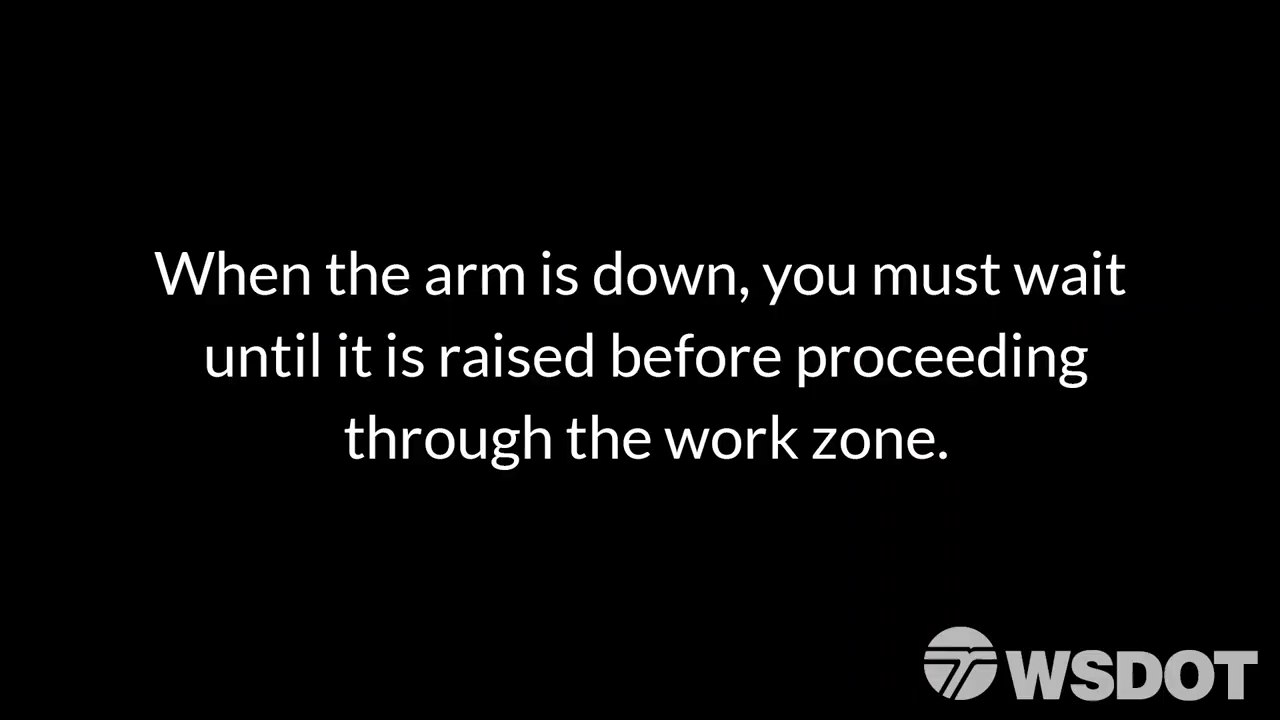 When the arm is down, you must wait
until it is raised before proceeding
through the work zone.
WSDOT